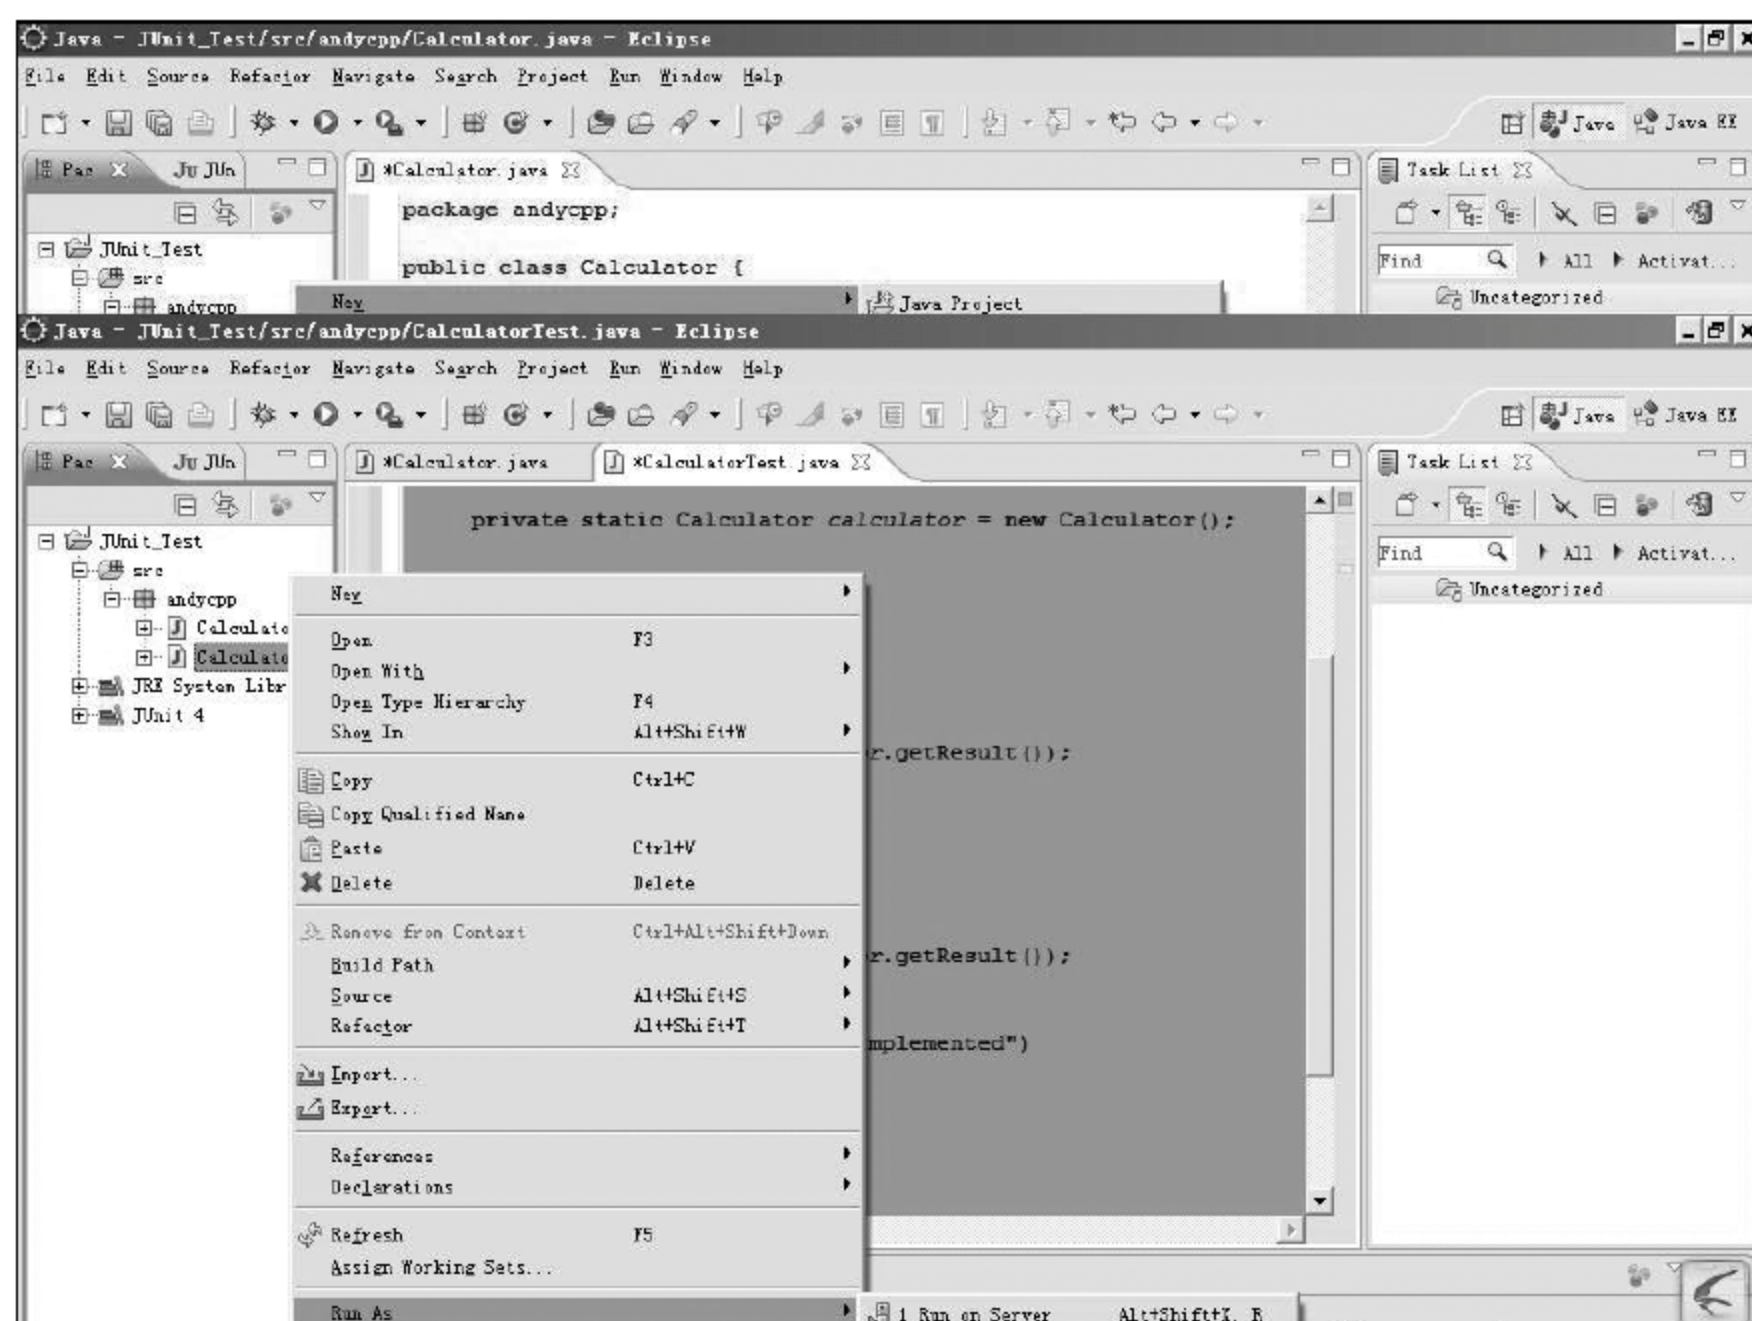 Java - JUnit_Test/src/andycpp/Calculator.java - Eclipse
File Edit Source Refactor Navigate Search Project Run Window Help
Java Java EE
Pac JUn
*Calculator.java
Task List
package andycpp;
JUnit_Test
public class Calculator {
Find All Activat...
src
Uncategorized
andycpp
New
Java Project
Java - JUnit_Test/src/andycpp/CalculatorTest.java - Eclipse
File Edit Source Refactor Navigate Search Project Run Window Help
Java Java EE
Pac JUn
*Calculator.java
*CalculatorTest.java
Task List
private static Calculator calculator = new Calculator();
JUnit_Test
Find All Activat...
src
Uncategorized
andycpp
Calculato
Calculato
JRE System Libr
JUnit 4
New
Open F3
Open With
Open Type Hierarchy F4
Show In Alt+Shift+W
r.getResult());
Copy Ctrl+C
Copy Qualified Name
Paste Ctrl+V
Delete Delete
Remove from Context Ctrl+Alt+Shift+Down
r.getResult());
Build Path
Source Alt+Shift+S
Refactor Alt+Shift+T
mplemented")
Import...
Export...
References
Declarations
Refresh F5
Assign Working Sets...
Run As
1 Run on Server Alt+Shift+X, R